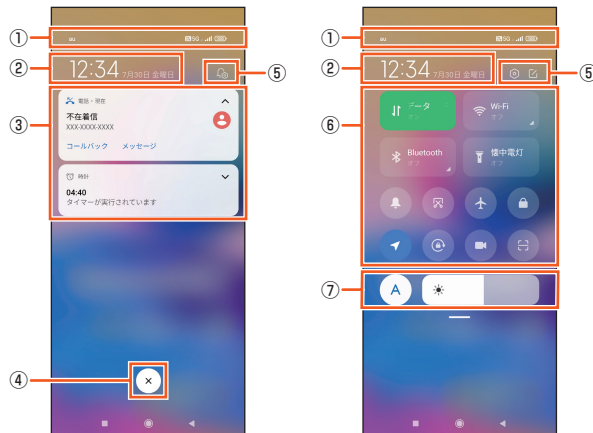 ①
au
5G
②
12:34 7月30日 金曜日
⑤
③
電話・現在
不在着信
XXX-XXXX-XXXX
コールバック メッセージ
時計
04:40
タイマーが実行されています
④
①
au
5G
②
12:34 7月30日 金曜日
⑤
⑥
データ
オン
Wi-Fi
オフ
Bluetooth
オフ
懐中電灯
オフ
⑦
A